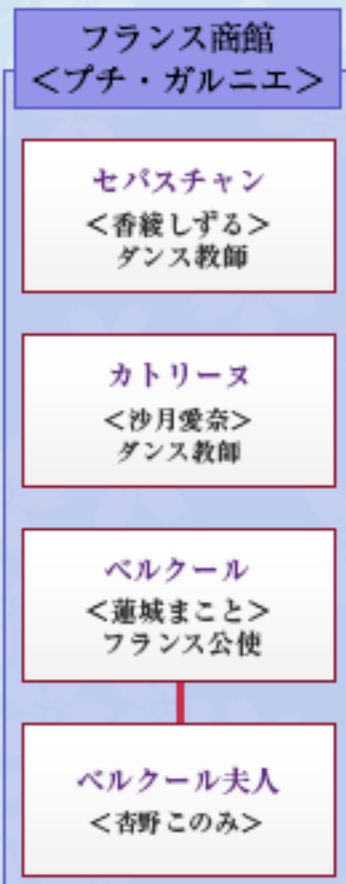 フランス商館
＜プチ・ガルニエ＞
セバスチャン
＜香綾しずる＞
ダンス教師
カトリーヌ
＜沙月愛奈＞
ダンス教師
ベルクール
＜蓮城まこと＞
フランス公使
ベルクール夫人
＜杏野このみ＞